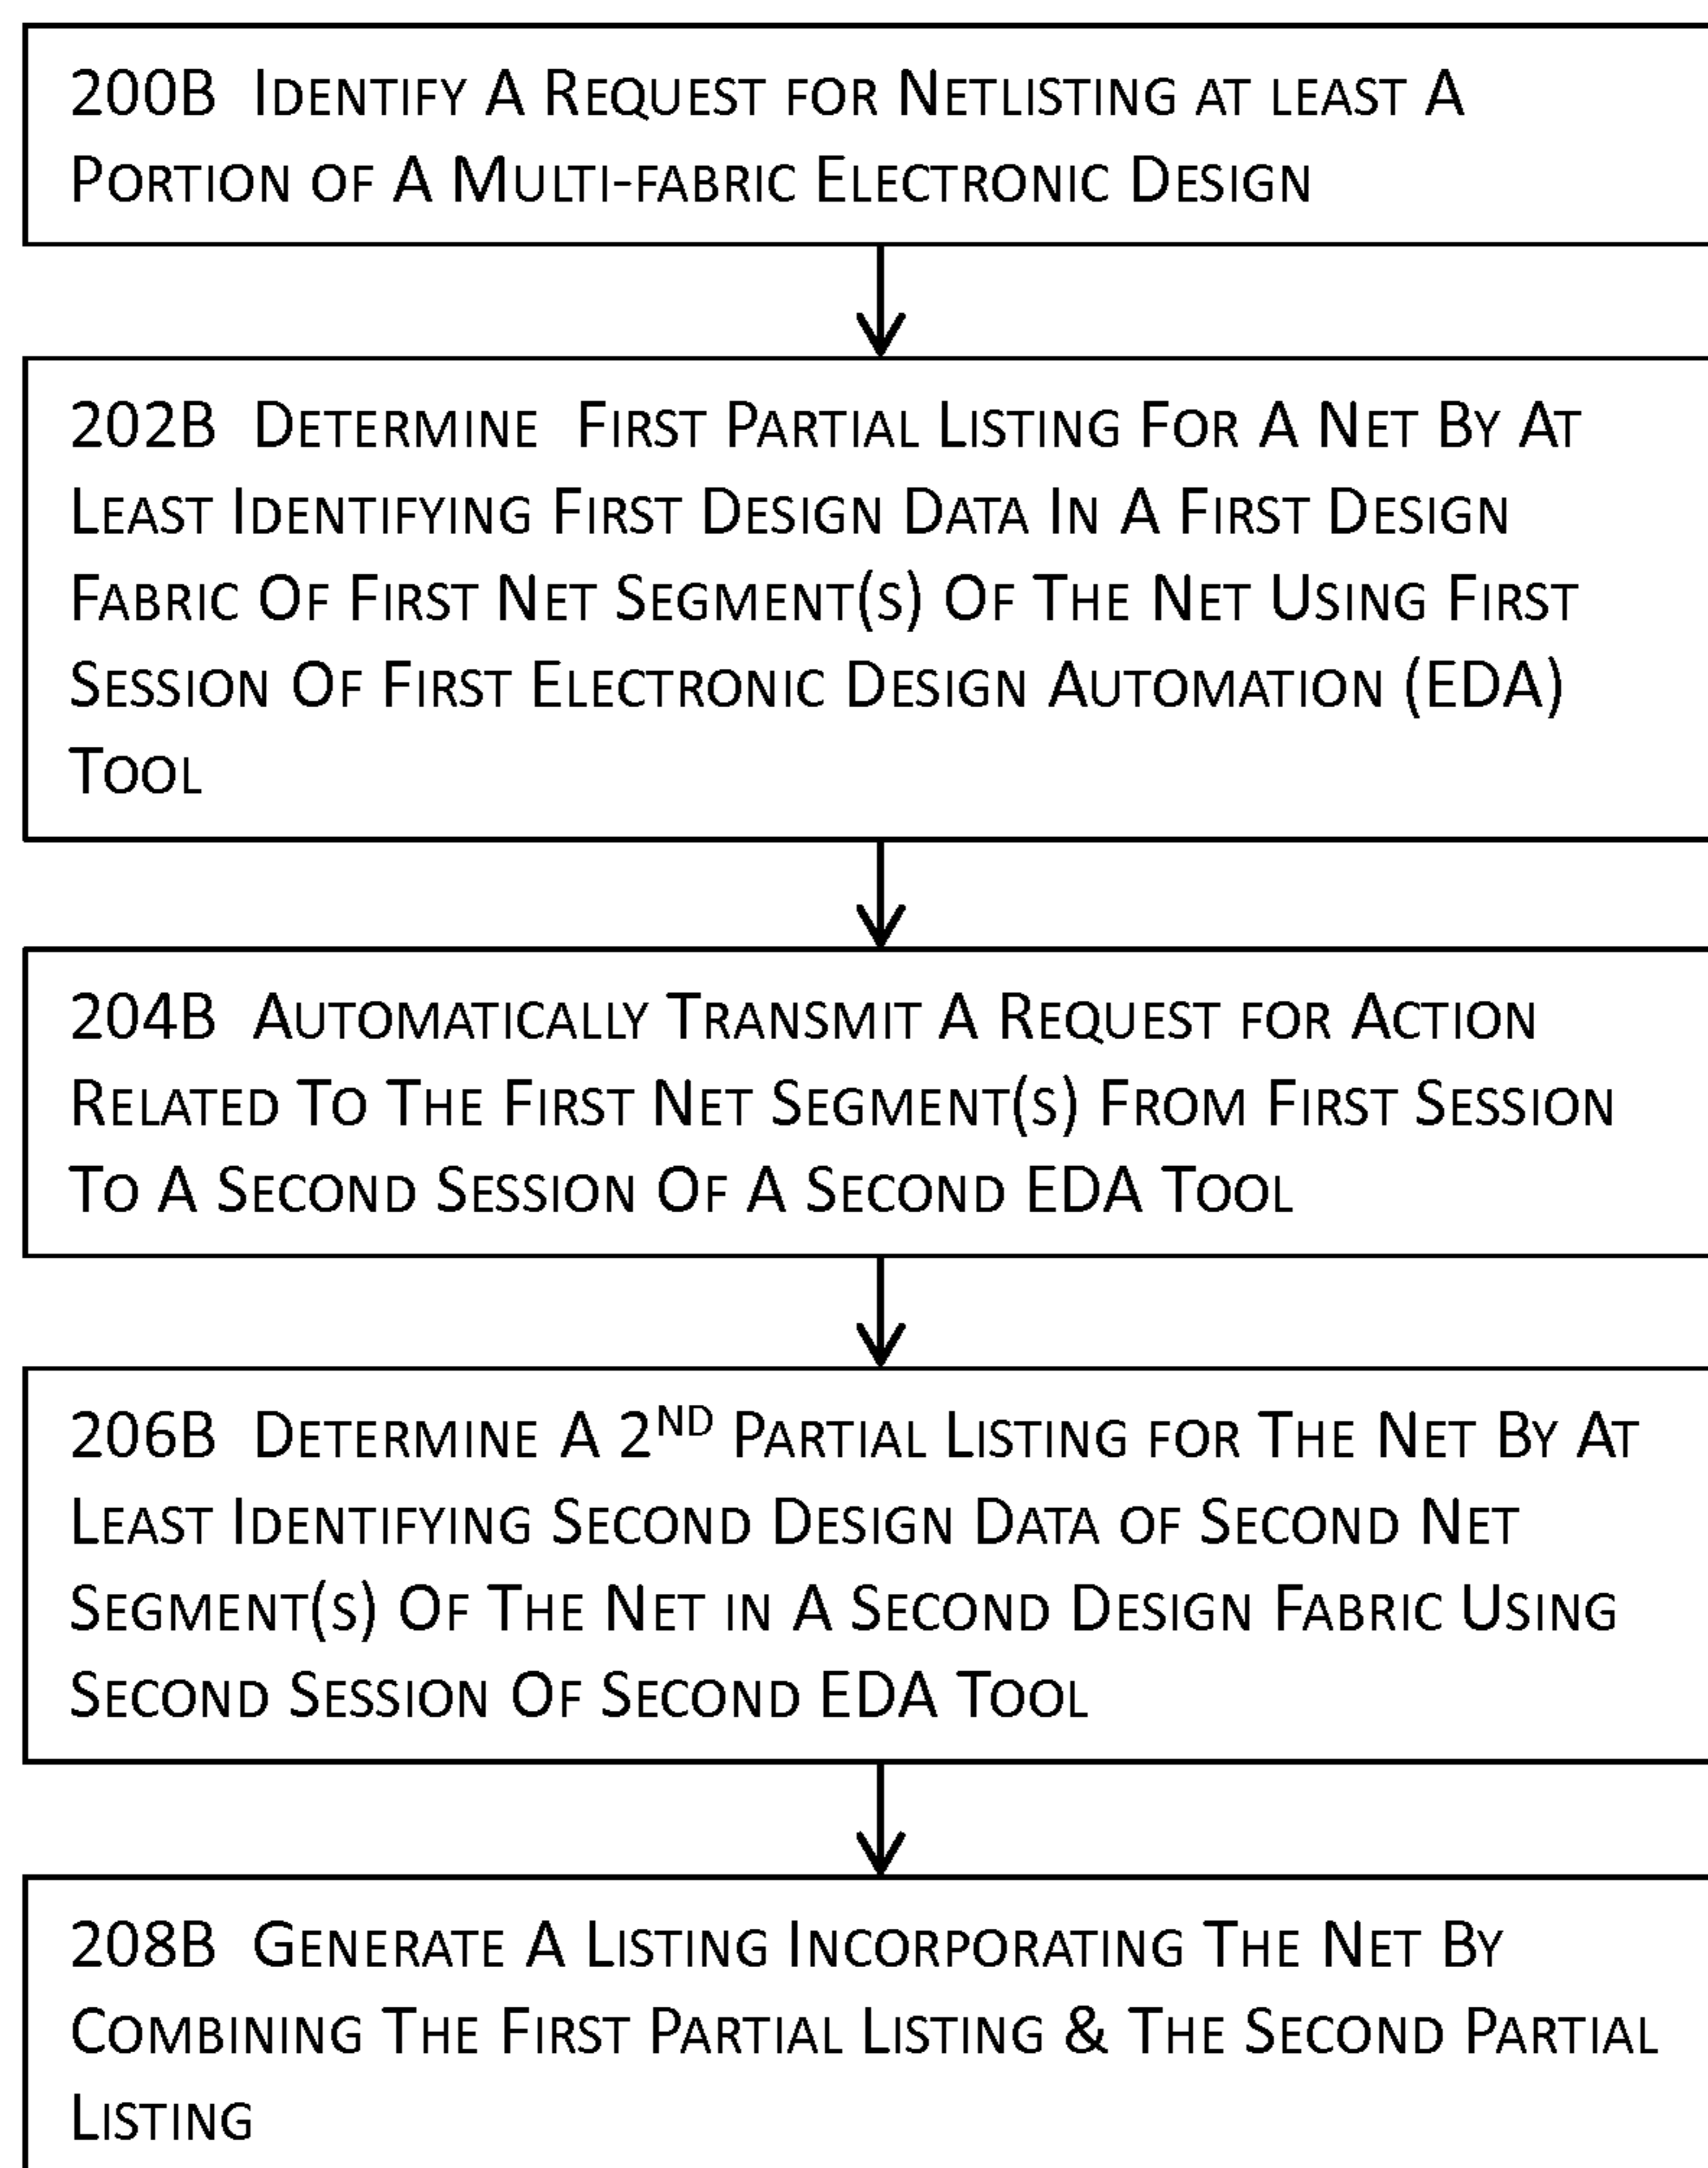 200B Identify A Request for Netlisting at least A
Portion of A Multi-fabric Electronic Design
202B Determine First Partial Listing For A Net By At
Least Identifying First Design Data In A First Design
Fabric Of First Net Segment(s) Of The Net Using First
Session Of First Electronic Design Automation (EDA)
Tool
204B Automatically Transmit A Request for Action
Related To The First Net Segment(s) From First Session
To A Second Session Of A Second EDA Tool
206B Determine A 2nd Partial Listing for The Net By At
Least Identifying Second Design Data of Second Net
Segment(s) Of The Net in A Second Design Fabric Using
Second Session Of Second EDA Tool
208B Generate A Listing Incorporating The Net By
Combining The First Partial Listing & The Second Partial
Listing